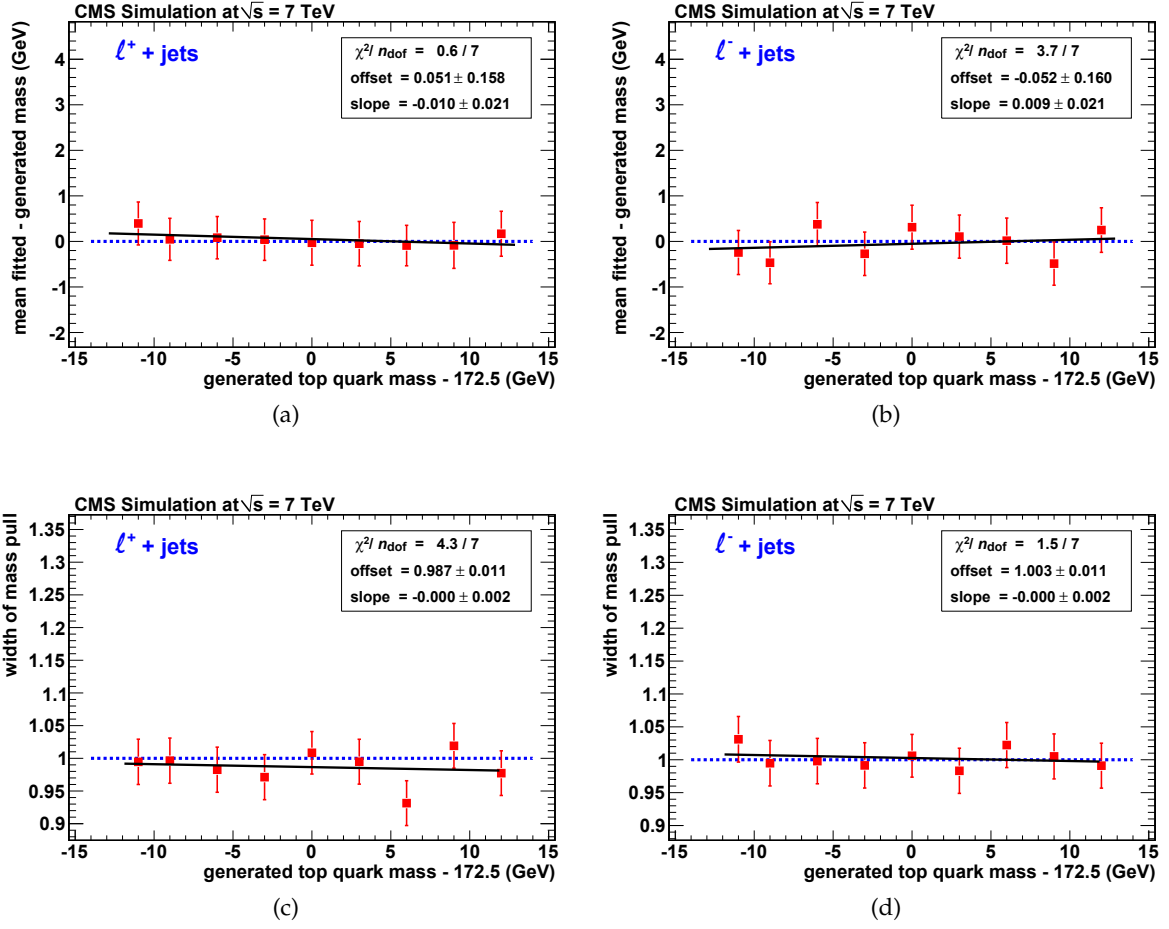 CMS Simulation at √s = 7 TeV
mean fitted - generated mass (GeV)
ℓ⁺ + jets
χ²/ n_dof = 0.6 / 7
offset = 0.051 ± 0.158
slope = -0.010 ± 0.021
4
3
2
1
0
-1
-2
-15 -10 -5 0 5 10 15
generated top quark mass - 172.5 (GeV)
(a)
CMS Simulation at √s = 7 TeV
mean fitted - generated mass (GeV)
ℓ⁻ + jets
χ²/ n_dof = 3.7 / 7
offset = -0.052 ± 0.160
slope = 0.009 ± 0.021
4
3
2
1
0
-1
-2
-15 -10 -5 0 5 10 15
generated top quark mass - 172.5 (GeV)
(b)
CMS Simulation at √s = 7 TeV
width of mass pull
ℓ⁺ + jets
χ²/ n_dof = 4.3 / 7
offset = 0.987 ± 0.011
slope = -0.000 ± 0.002
1.35
1.3
1.25
1.2
1.15
1.1
1.05
1
0.95
0.9
-15 -10 -5 0 5 10 15
generated top quark mass - 172.5 (GeV)
(c)
CMS Simulation at √s = 7 TeV
width of mass pull
ℓ⁻ + jets
χ²/ n_dof = 1.5 / 7
offset = 1.003 ± 0.011
slope = -0.000 ± 0.002
1.35
1.3
1.25
1.2
1.15
1.1
1.05
1
0.95
0.9
-15 -10 -5 0 5 10 15
generated top quark mass - 172.5 (GeV)
(d)